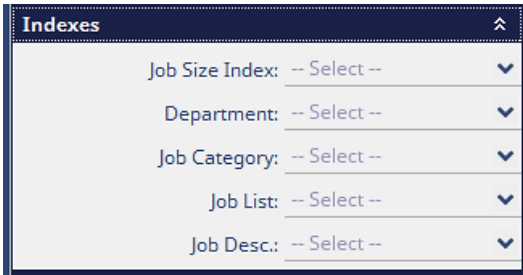 Indexes
Job Size Index: -- Select --
Department: -- Select --
Job Category: -- Select --
Job List: -- Select --
Job Desc.: -- Select --